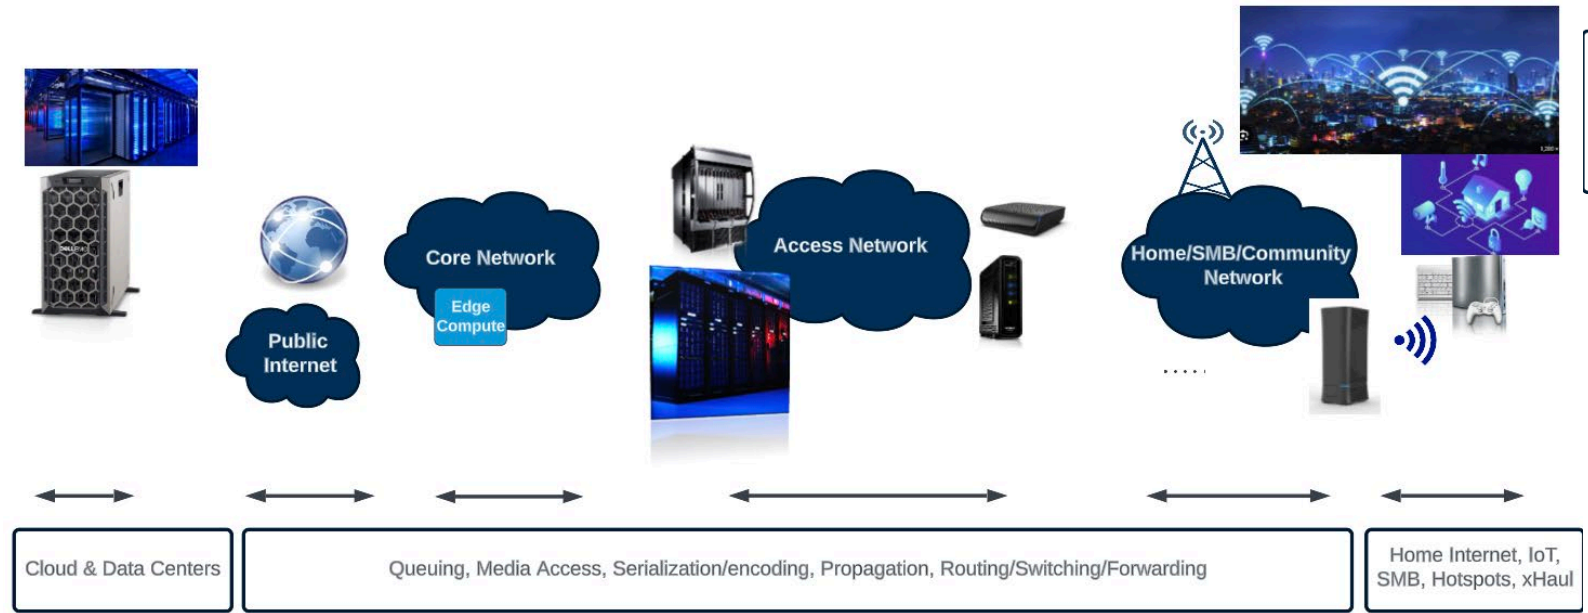 Core Network
Edge
Compute
Public
Internet
Access Network
Home/SMB/Community
Network
Cloud & Data Centers
Queuing, Media Access, Serialization/encoding, Propagation, Routing/Switching/Forwarding
Home Internet, IoT,
SMB, Hotspots, xHaul